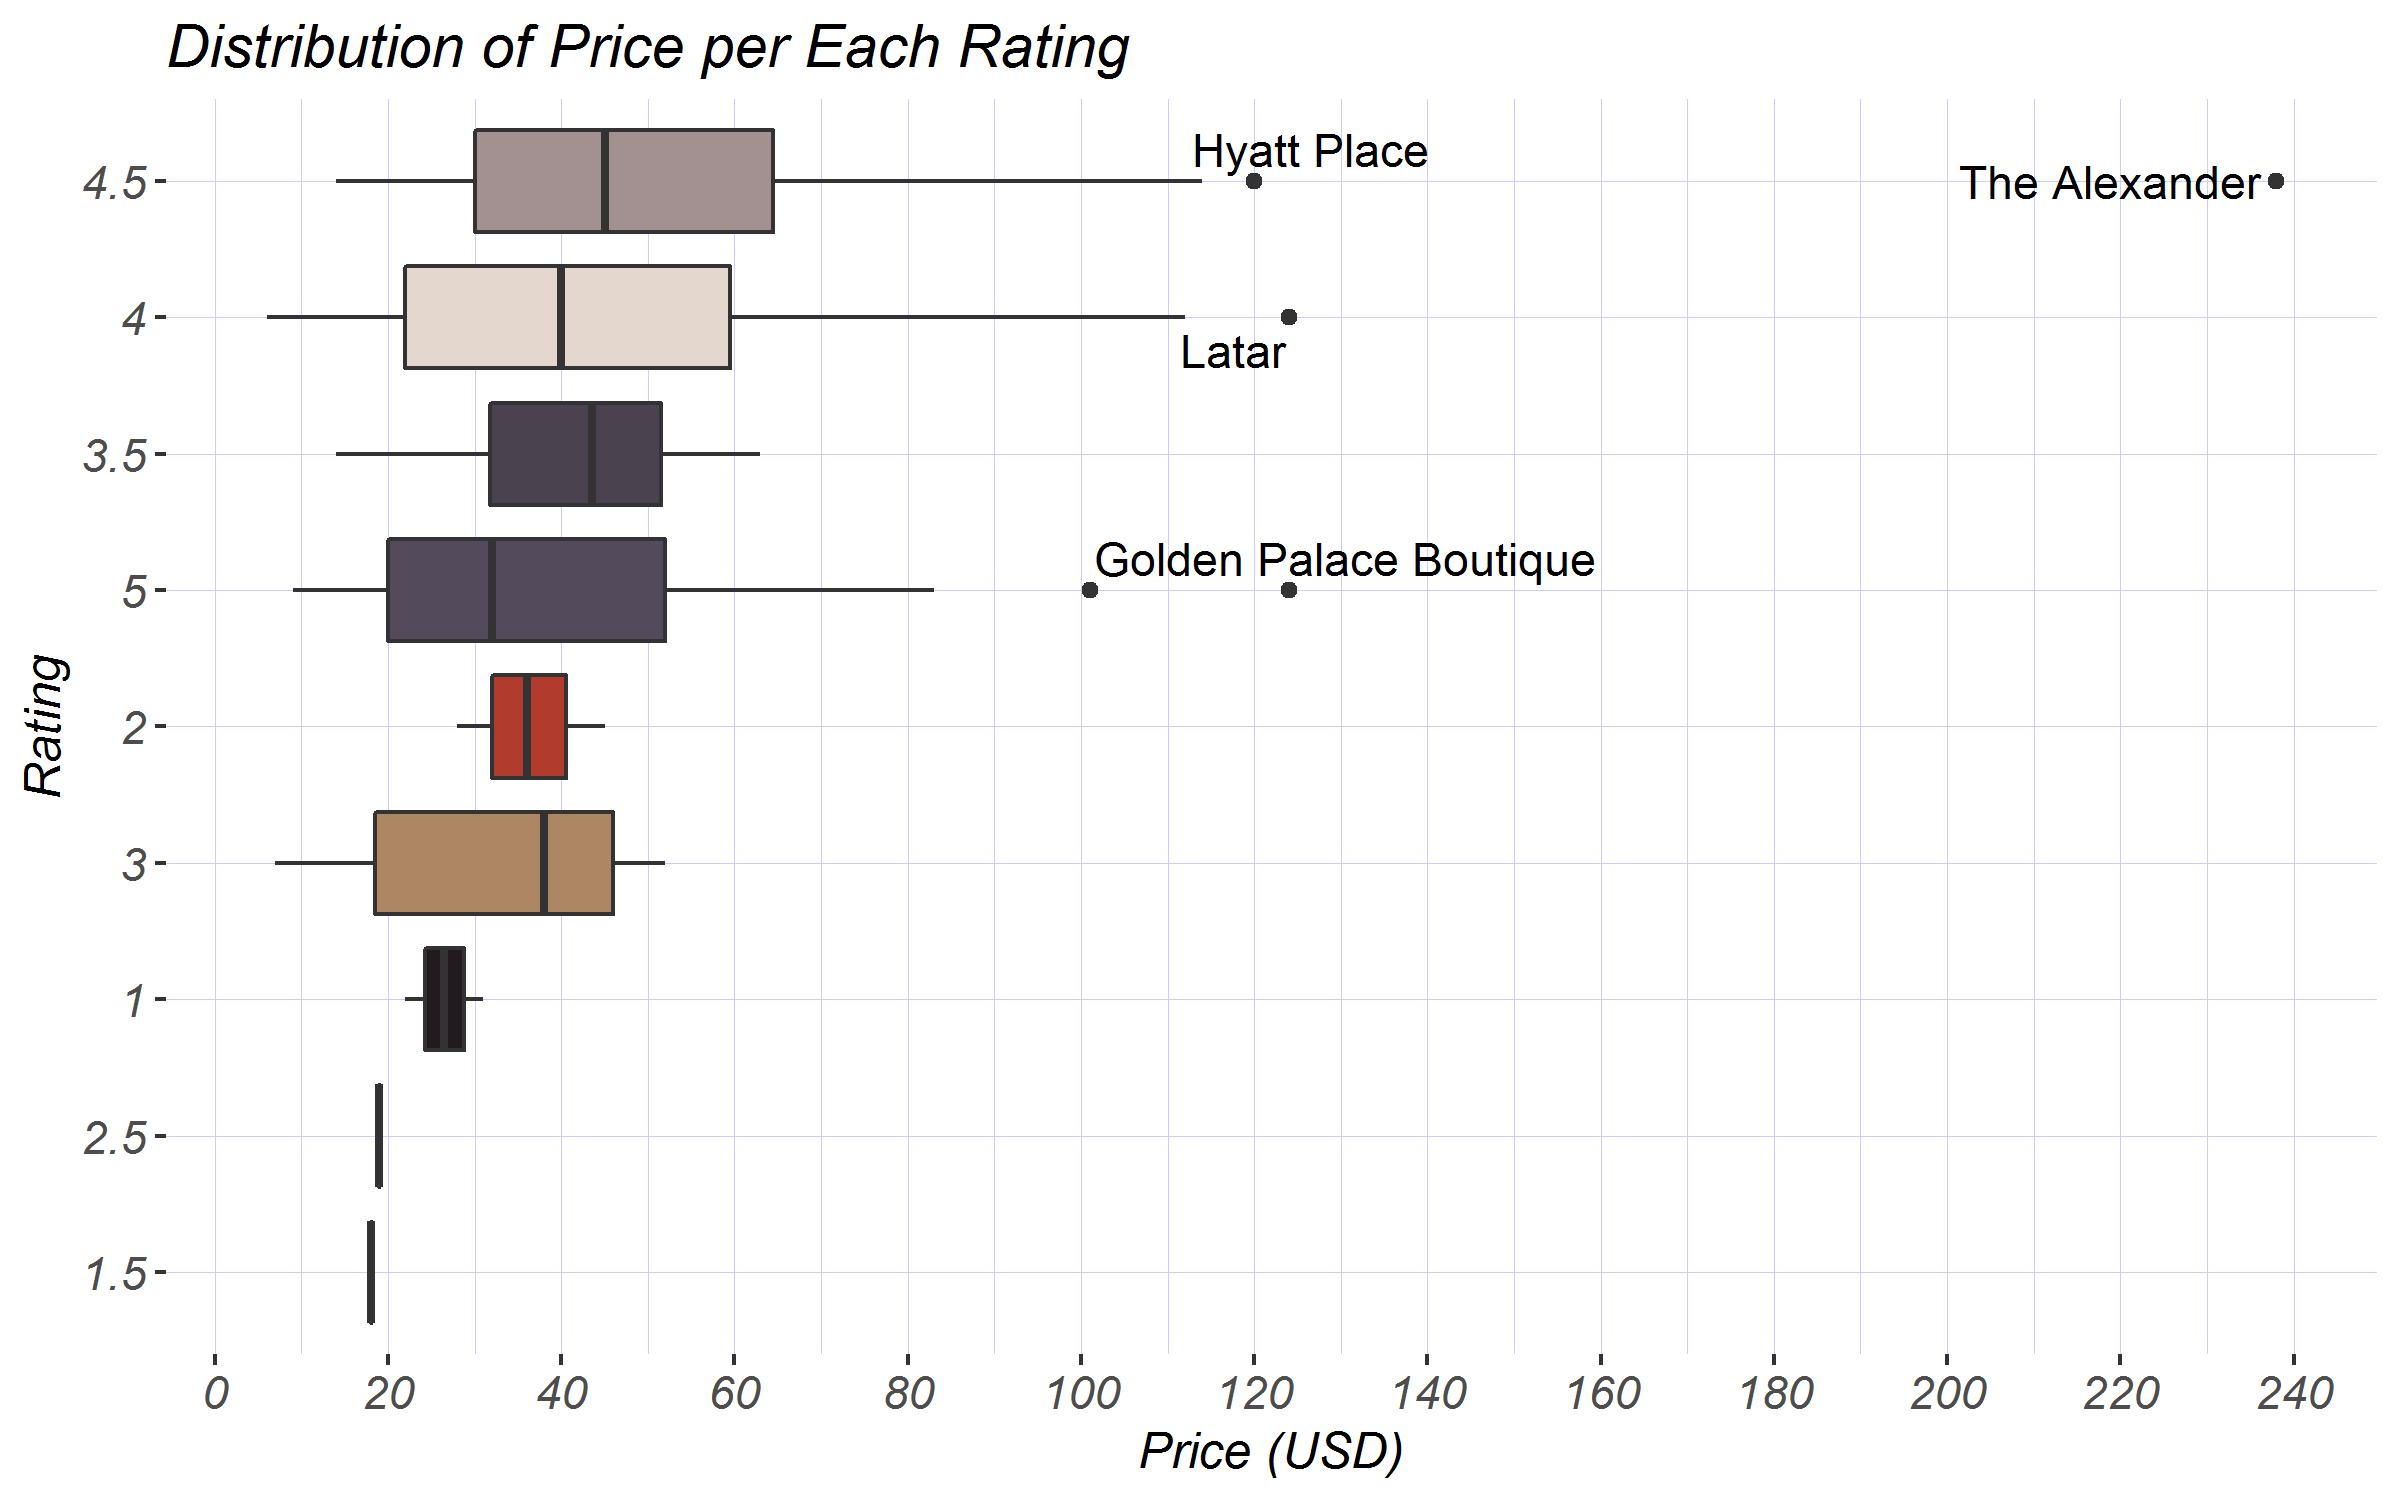 Distribution of Price per Each Rating
Hyatt Place
4.5
The Alexander
4
Latar
3.5
Golden Palace Boutique
5
2
Rating
3
1
2.5
1.5
0 20 40 60 80 100 120 140 160 180 200 220 240
Price (USD)